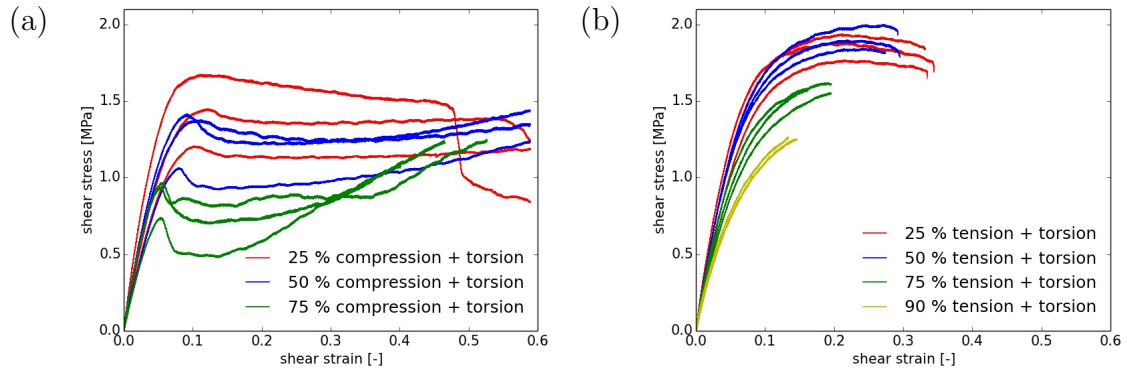 (a)
shear stress [MPa]
2.0
1.5
1.0
0.5
0.0
0.0 0.1 0.2 0.3 0.4 0.5 0.6
shear strain [-]
25 % compression + torsion
50 % compression + torsion
75 % compression + torsion
(b)
shear stress [MPa]
2.0
1.5
1.0
0.5
0.0
0.0 0.1 0.2 0.3 0.4 0.5 0.6
shear strain [-]
25 % tension + torsion
50 % tension + torsion
75 % tension + torsion
90 % tension + torsion